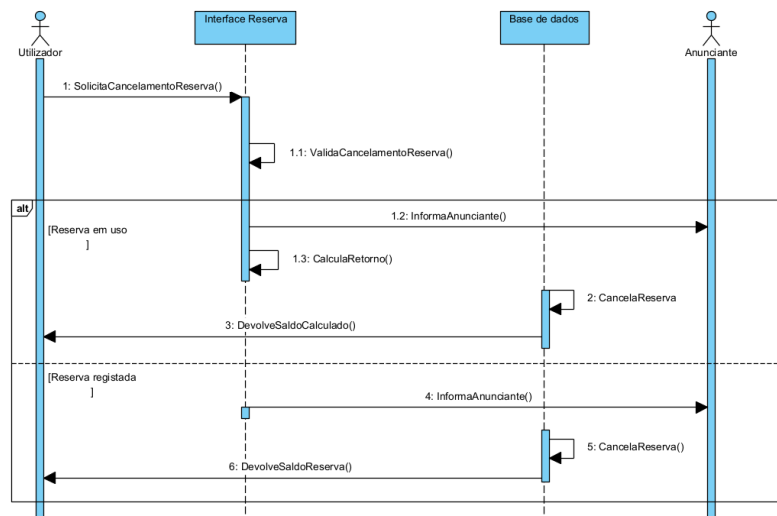 Interface Reserva
Base de dados
Utilizador
Anunciante
1: SolicitaCancelamentoReserva()
1.1: ValidaCancelamentoReserva()
alt
1.2: InformaAnunciante()
[Reserva em uso
]
1.3: CalculaRetorno()
2: CancelaReserva
3: DevolveSaldoCalculado()
[Reserva registada
]
4: InformaAnunciante()
5: CancelaReserva()
6: DevolveSaldoReserva()